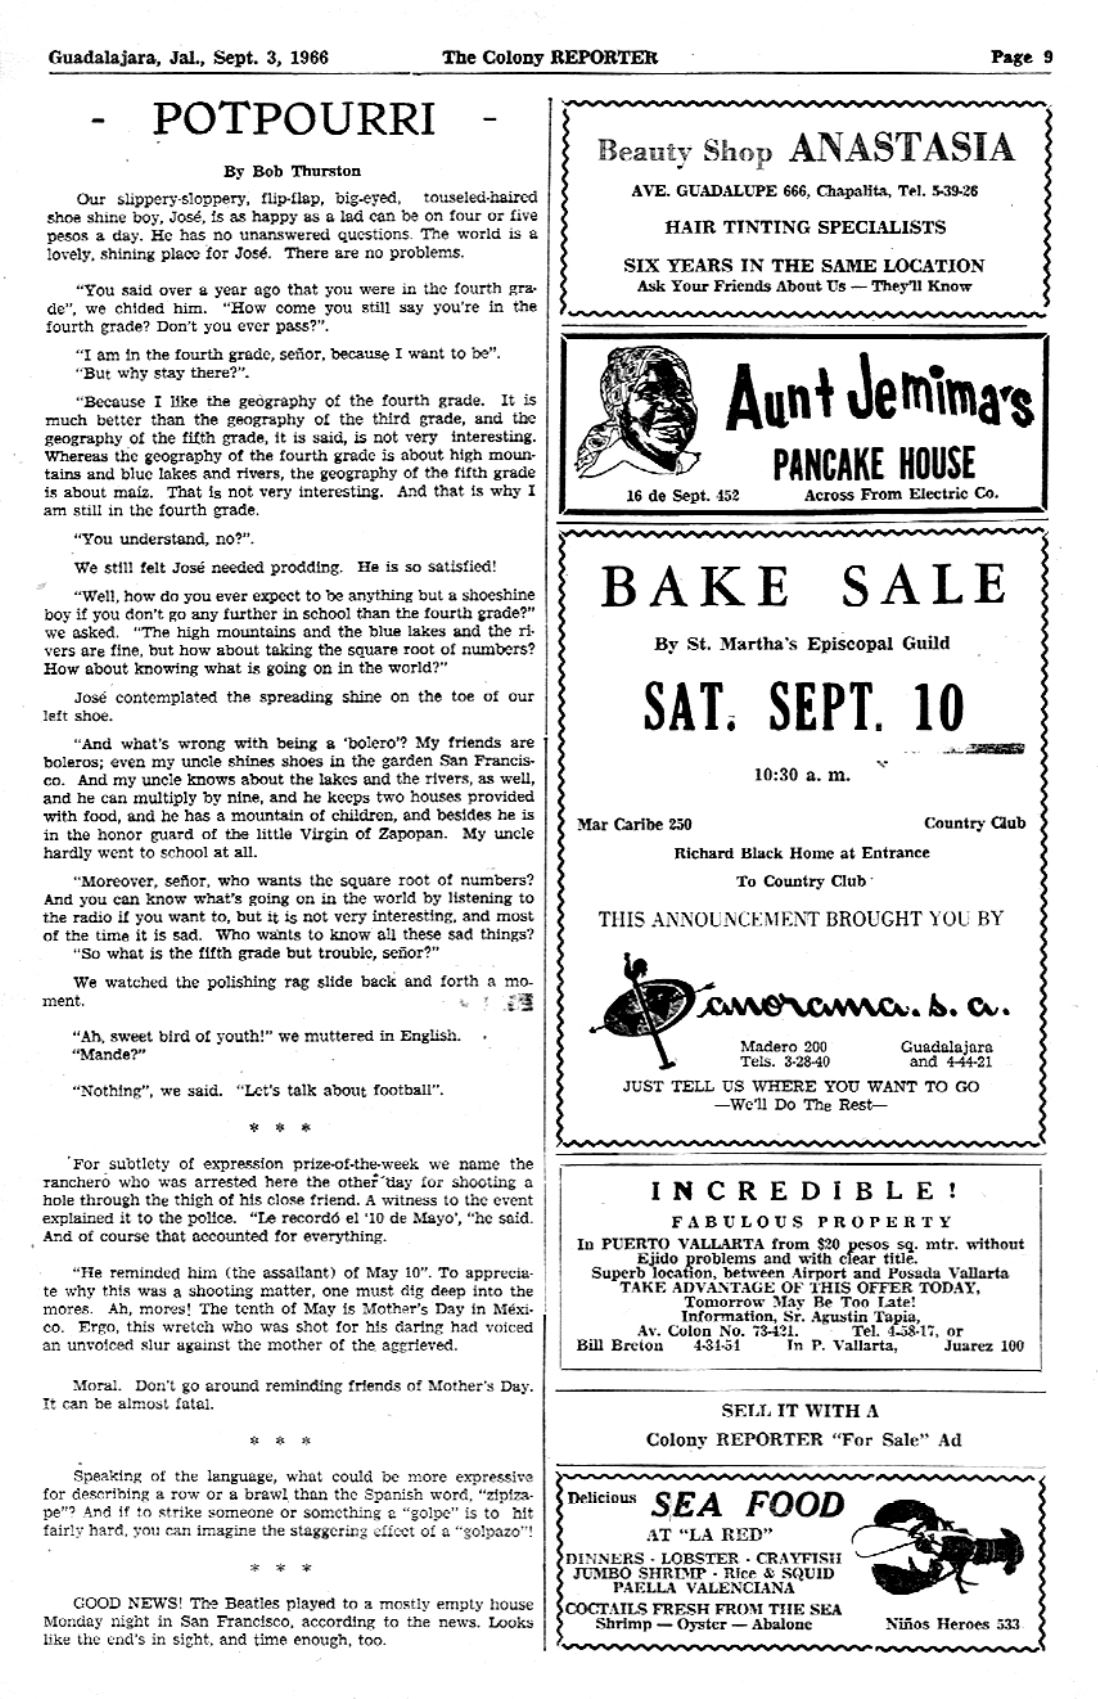 Guadalajara, Jal., Sept. 3, 1966 The Colony REPORTER Page 9
- POTPOURRI -
By Bob Thurston
Our slippery-sloppery, flip-flap, big-eyed, touseled-haired
shoe shine boy, José, is as happy as a lad can be on four or five
pesos a day. He has no unanswered questions. The world is a
lovely, shining place for José. There are no problems.
"You said over a year ago that you were in the fourth gra-
de", we chided him. "How come you still say you're in the
fourth grade? Don't you ever pass?".
"I am in the fourth grade, señor, because I want to be".
"But why stay there?".
"Because I like the geography of the fourth grade. It is
much better than the geography of the third grade, and the
geography of the fifth grade, it is said, is not very interesting.
Whereas the geography of the fourth grade is about high moun-
tains and blue lakes and rivers, the geography of the fifth grade
is about maíz. That is not very interesting. And that is why I
am still in the fourth grade.
"You understand, no?".
We still felt José needed prodding. He is so satisfied!
"Well, how do you ever expect to be anything but a shoeshine
boy if you don't go any further in school than the fourth grade?"
we asked. "The high mountains and the blue lakes and the ri-
vers are fine, but how about taking the square root of numbers?
How about knowing what is going on in the world?"
José contemplated the spreading shine on the toe of our
left shoe.
"And what's wrong with being a 'bolero'? My friends are
boleros; even my uncle shines shoes in the garden San Francis-
co. And my uncle knows about the lakes and the rivers, as well,
and he can multiply by nine, and he keeps two houses provided
with food, and he has a mountain of children, and besides he is
in the honor guard of the little Virgin of Zapopan. My uncle
hardly went to school at all.
"Moreover, señor, who wants the square root of numbers?
And you can know what's going on in the world by listening to
the radio if you want to, but it is not very interesting, and most
of the time it is sad. Who wants to know all these sad things?
"So what is the fifth grade but trouble, señor?"
We watched the polishing rag slide back and forth a mo-
ment.
"Ah, sweet bird of youth!" we muttered in English.
"Mande?"
"Nothing", we said. "Let's talk about football".
* * *
For subtlety of expression prize-of-the-week we name the
ranchero who was arrested here the other day for shooting a
hole through the thigh of his close friend. A witness to the event
explained it to the police. "Le recordó el '10 de Mayo', "he said.
And of course that accounted for everything.
"He reminded him (the assailant) of May 10". To apprecia-
te why this was a shooting matter, one must dig deep into the
mores. Ah, mores! The tenth of May is Mother's Day in Méxi-
co. Ergo, this wretch who was shot for his daring had voiced
an unvoiced slur against the mother of the aggrieved.
Moral. Don't go around reminding friends of Mother's Day.
It can be almost fatal.
* * *
Speaking of the language, what could be more expressive
for describing a row or a brawl than the Spanish word, "zipiza-
pe"? And if to strike someone or something a "golpe" is to hit
fairly hard, you can imagine the staggering effect of a "golpazo"!
* * *
GOOD NEWS! The Beatles played to a mostly empty house
Monday night in San Francisco, according to the news. Looks
like the end's in sight, and time enough, too.
Beauty Shop ANASTASIA
AVE. GUADALUPE 666, Chapalita, Tel. 5-39-26
HAIR TINTING SPECIALISTS
SIX YEARS IN THE SAME LOCATION
Ask Your Friends About Us — They'll Know
Aunt Jemima's
PANCAKE HOUSE
16 de Sept. 452 Across From Electric Co.
BAKE SALE
By St. Martha's Episcopal Guild
SAT. SEPT. 10
10:30 a. m.
Mar Caribe 250 Country Club
Richard Black Home at Entrance
To Country Club
THIS ANNOUNCEMENT BROUGHT YOU BY
Panorama. s. a.
Madero 200 Guadalajara
Tels. 3-28-40 and 4-44-21
JUST TELL US WHERE YOU WANT TO GO
—We'll Do The Rest—
INCREDIBLE!
FABULOUS PROPERTY
In PUERTO VALLARTA from $20 pesos sq. mtr. without
Ejido problems and with clear title.
Superb location, between Airport and Posada Vallarta
TAKE ADVANTAGE OF THIS OFFER TODAY,
Tomorrow May Be Too Late!
Information, Sr. Agustin Tapia,
Av. Colon No. 73-421. Tel. 4-58-17, or
Bill Breton 4-31-51 In P. Vallarta, Juarez 100
SELL IT WITH A
Colony REPORTER "For Sale" Ad
Delicious SEA FOOD
AT "LA RED"
DINNERS - LOBSTER - CRAYFISH
JUMBO SHRIMP - Rice & SQUID
PAELLA VALENCIANA
COCTAILS FRESH FROM THE SEA
Shrimp — Oyster — Abalone Niños Heroes 533